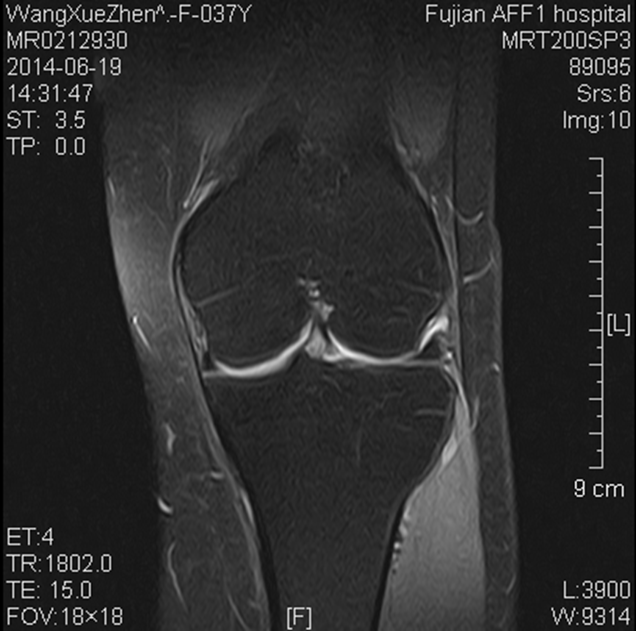 WangXueZhen^.-F-037Y
MR0212930
2014-06-19
14:31:47
ST: 3.5
TP: 0.0
Fujian AFF1 hospital
MRT200SP3
89095
Srs:6
Img:10
[L]
9 cm
ET:4
TR:1802.0
TE: 15.0
FOV:18×18
[F]
L:3900
W:9314